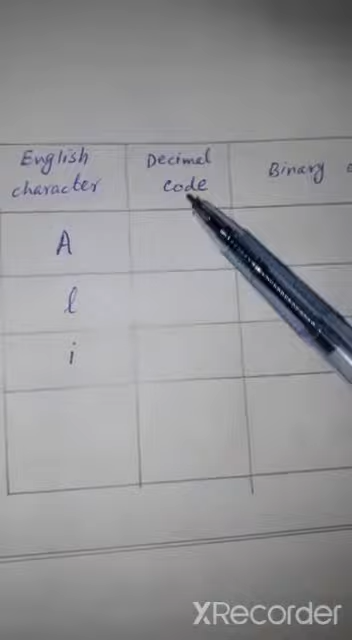 English
character
Decimal
code
Binary
A
l
i
XRecorder